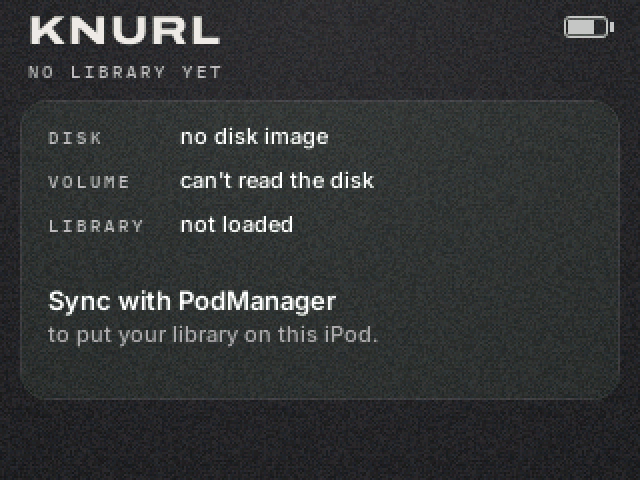 KNURL
NO LIBRARY YET
DISK no disk image
VOLUME can't read the disk
LIBRARY not loaded
Sync with PodManager
to put your library on this iPod.